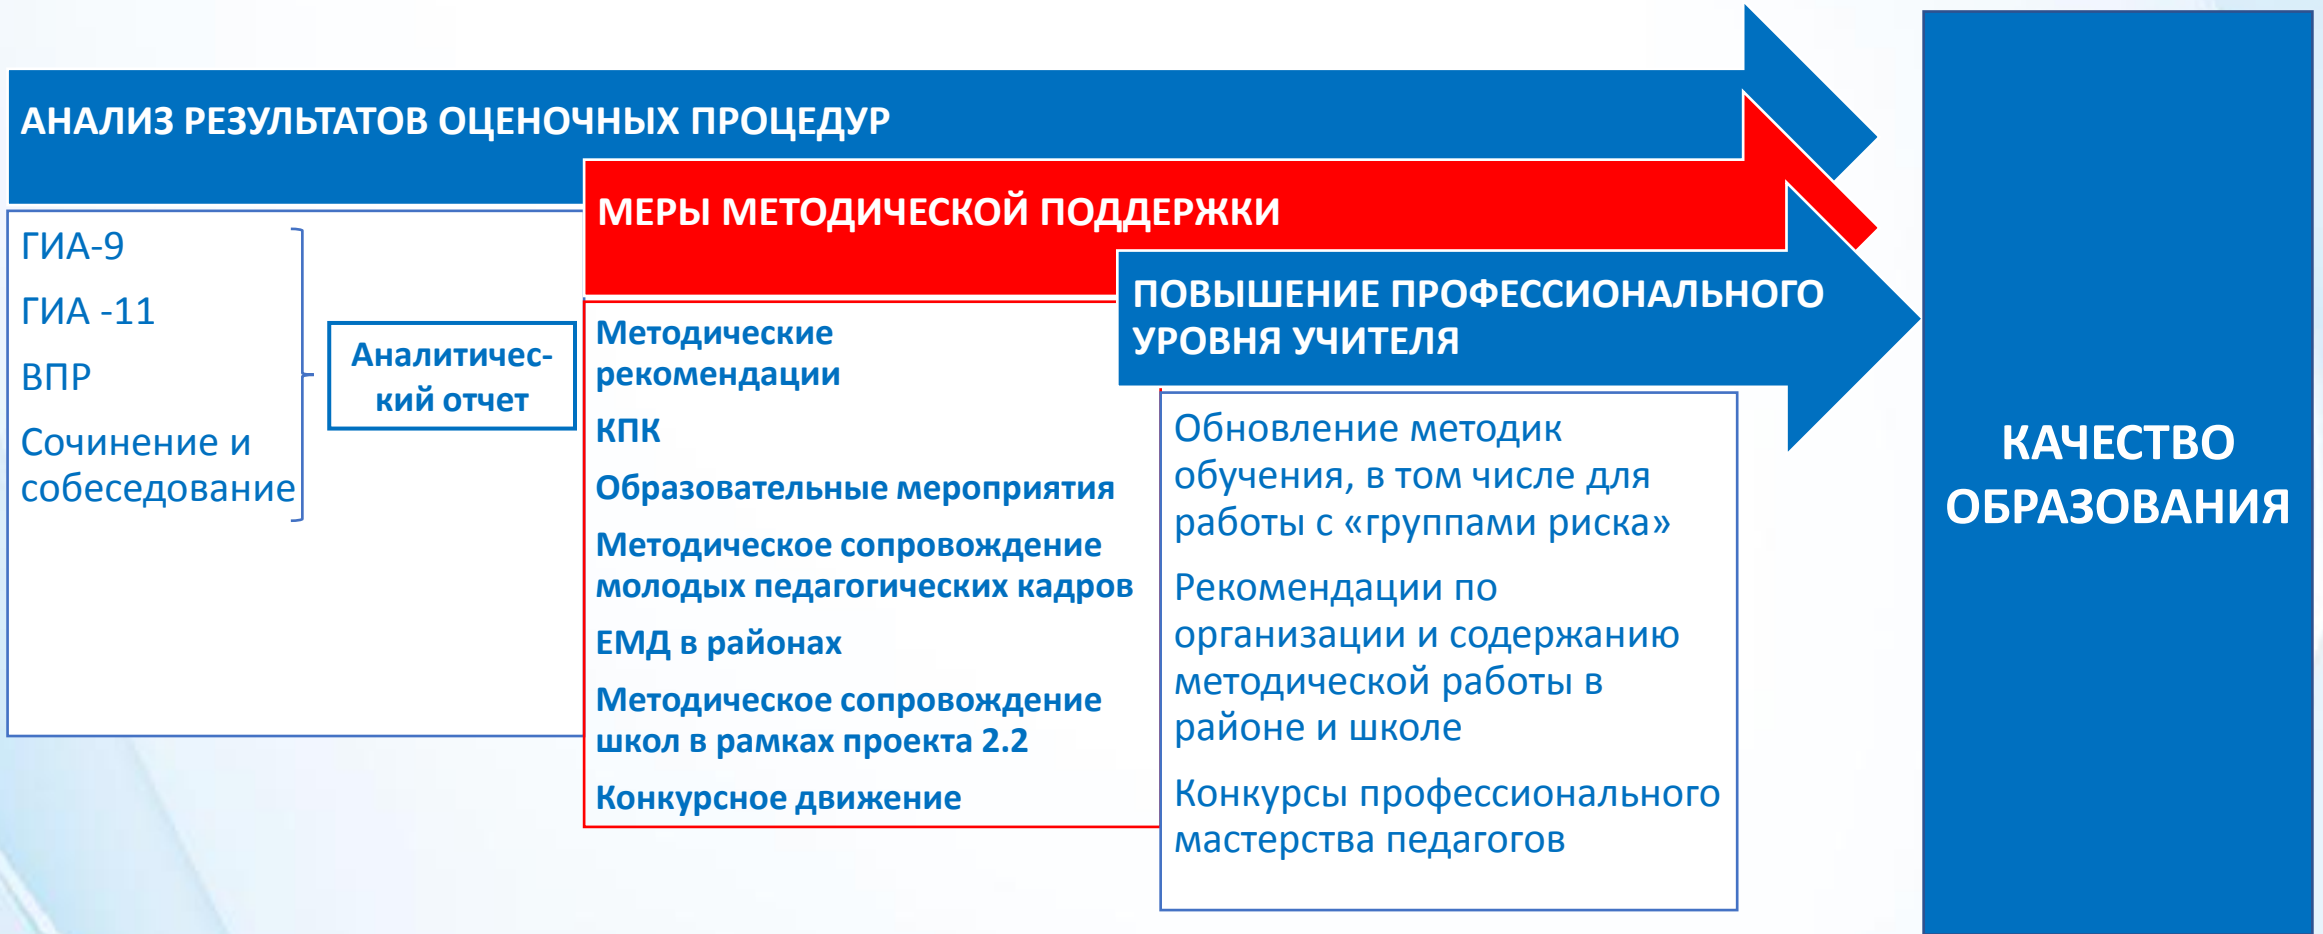 АНАЛИЗ РЕЗУЛЬТАТОВ ОЦЕНОЧНЫХ ПРОЦЕДУР
ГИА-9
ГИА -11
ВПР
Сочинение и
собеседование
Аналитичес-
кий отчет
МЕРЫ МЕТОДИЧЕСКОЙ ПОДДЕРЖКИ
Методические
рекомендации
КПК
Образовательные мероприятия
Методическое сопровождение
молодых педагогических кадров
ЕМД в районах
Методическое сопровождение
школ в рамках проекта 2.2
Конкурсное движение
ПОВЫШЕНИЕ ПРОФЕССИОНАЛЬНОГО
УРОВНЯ УЧИТЕЛЯ
Обновление методик
обучения, в том числе для
работы с «группами риска»
Рекомендации по
организации и содержанию
методической работы в
районе и школе
Конкурсы профессионального
мастерства педагогов
КАЧЕСТВО
ОБРАЗОВАНИЯ